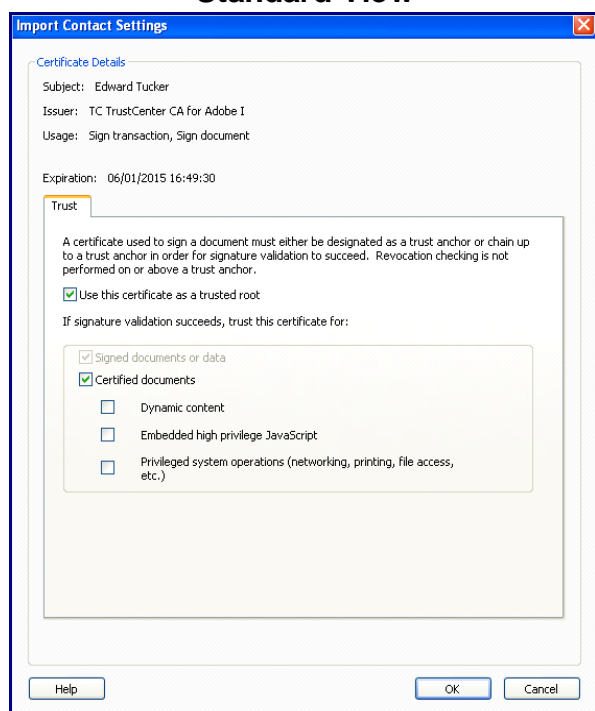 Standard View
Import Contact Settings
Certificate Details
Subject: Edward Tucker
Issuer: TC TrustCenter CA for Adobe I
Usage: Sign transaction, Sign document
Expiration: 06/01/2015 16:49:30
Trust
A certificate used to sign a document must either be designated as a trust anchor or chain up
to a trust anchor in order for signature validation to succeed. Revocation checking is not
performed on or above a trust anchor.
Use this certificate as a trusted root
If signature validation succeeds, trust this certificate for:
Signed documents or data
Certified documents
Dynamic content
Embedded high privilege JavaScript
Privileged system operations (networking, printing, file access,
etc.)
Help OK Cancel